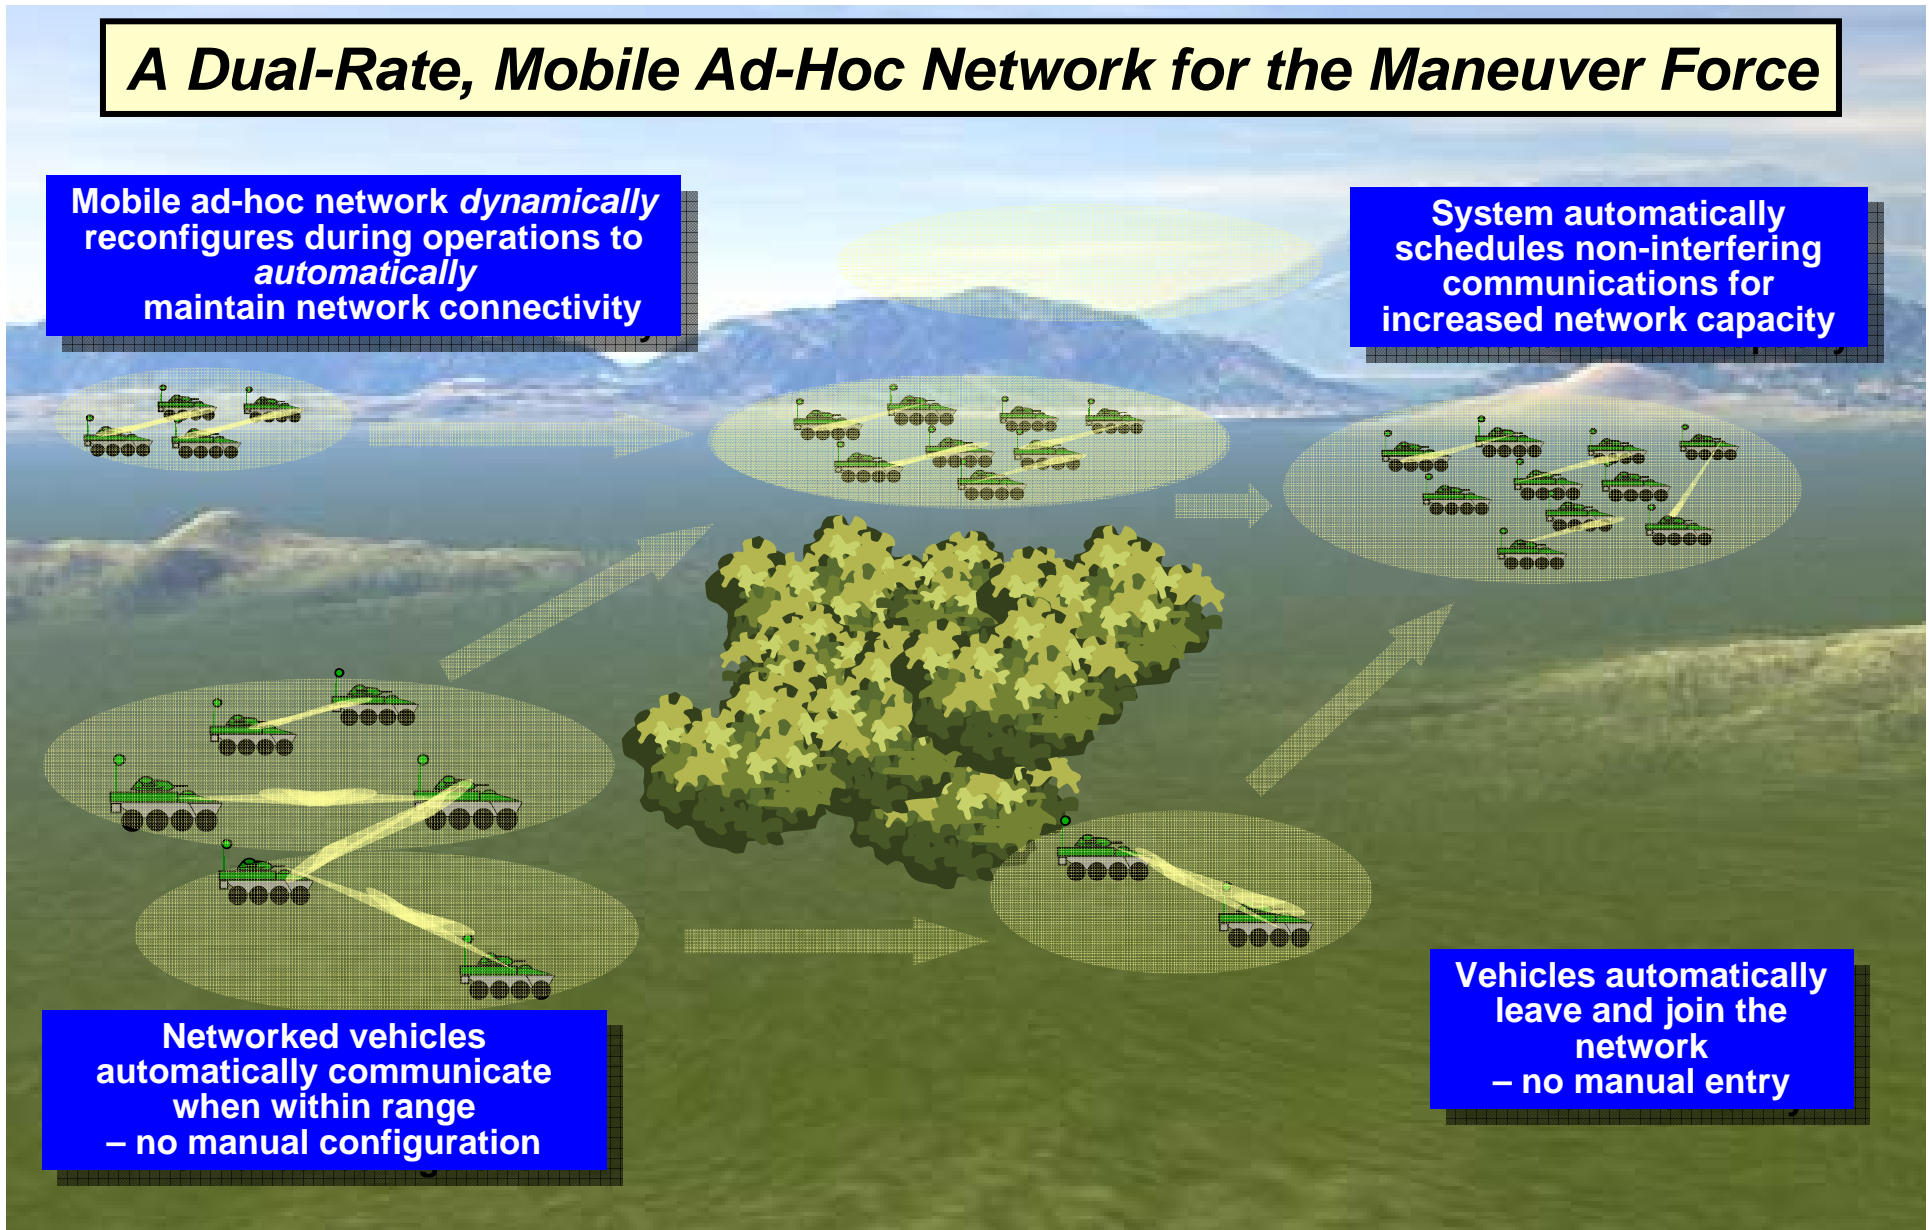 A Dual-Rate, Mobile Ad-Hoc Network for the Maneuver Force
Mobile ad-hoc network dynamically
reconfigures during operations to
automatically
maintain network connectivity
System automatically
schedules non-interfering
communications for
increased network capacity
Networked vehicles
automatically communicate
when within range
– no manual configuration
Vehicles automatically
leave and join the
network
– no manual entry